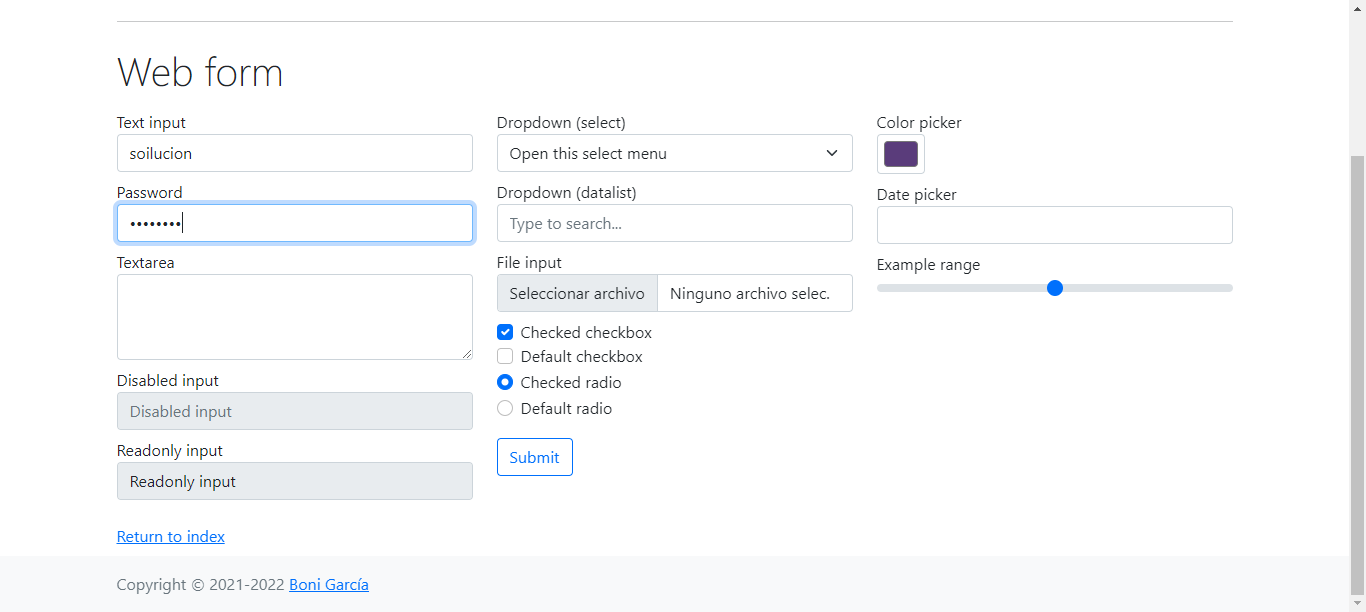 Web form
Text input
soilucion
Password
••••••••
Textarea
Disabled input
Disabled input
Readonly input
Readonly input
Return to index
Dropdown (select)
Open this select menu
Dropdown (datalist)
Type to search...
File input
Seleccionar archivo Ninguno archivo selec.
Checked checkbox
Default checkbox
Checked radio
Default radio
Submit
Color picker
Date picker
Example range
Copyright © 2021-2022 Boni García